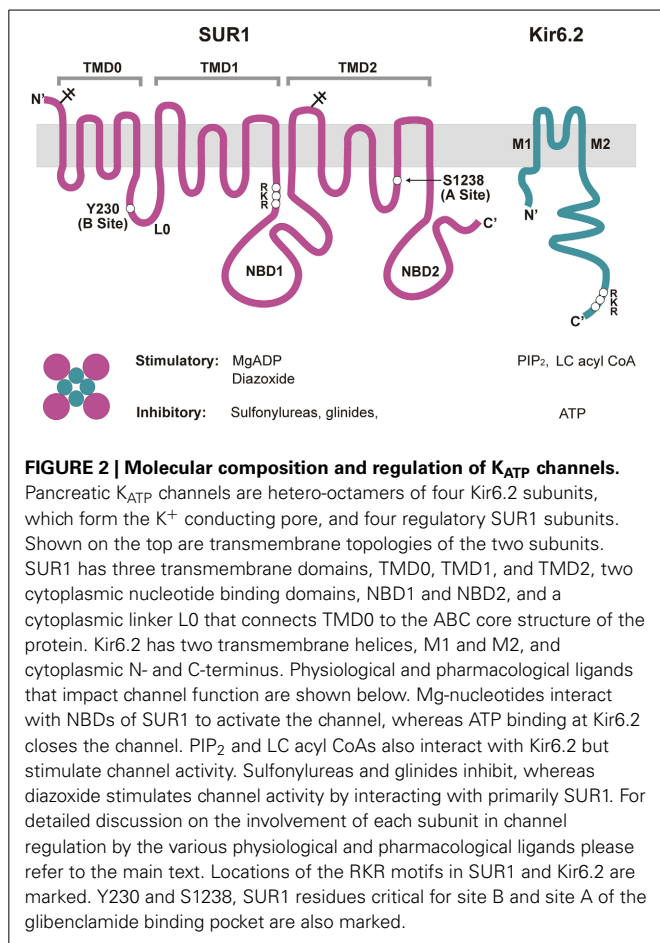 SUR1
Kir6.2
TMD0
TMD1
TMD2
N'
M1
M2
Y230
(B Site)
L0
R
K
R
S1238
(A Site)
C'
NBD1
NBD2
N'
R
K
R
C'
Stimulatory: MgADP
Diazoxide
PIP₂, LC acyl CoA
Inhibitory: Sulfonylureas, glinides,
ATP
FIGURE 2 | Molecular composition and regulation of K_ATP channels.
Pancreatic K_ATP channels are hetero-octamers of four Kir6.2 subunits,
which form the K⁺ conducting pore, and four regulatory SUR1 subunits.
Shown on the top are transmembrane topologies of the two subunits.
SUR1 has three transmembrane domains, TMD0, TMD1, and TMD2, two
cytoplasmic nucleotide binding domains, NBD1 and NBD2, and a
cytoplasmic linker L0 that connects TMD0 to the ABC core structure of the
protein. Kir6.2 has two transmembrane helices, M1 and M2, and
cytoplasmic N- and C-terminus. Physiological and pharmacological ligands
that impact channel function are shown below. Mg-nucleotides interact
with NBDs of SUR1 to activate the channel, whereas ATP binding at Kir6.2
closes the channel. PIP₂ and LC acyl CoAs also interact with Kir6.2 but
stimulate channel activity. Sulfonylureas and glinides inhibit, whereas
diazoxide stimulates channel activity by interacting with primarily SUR1. For
detailed discussion on the involvement of each subunit in channel
regulation by the various physiological and pharmacological ligands please
refer to the main text. Locations of the RKR motifs in SUR1 and Kir6.2 are
marked. Y230 and S1238, SUR1 residues critical for site B and site A of the
glibenclamide binding pocket are also marked.